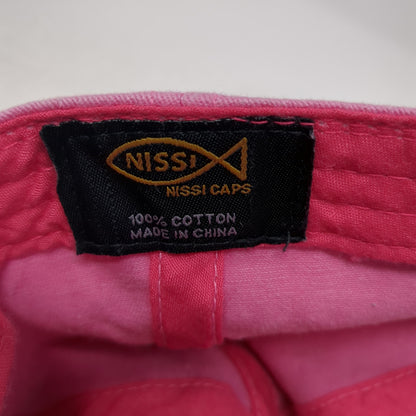 NISSI
NISSI CAPS
100% COTTON
MADE IN CHINA